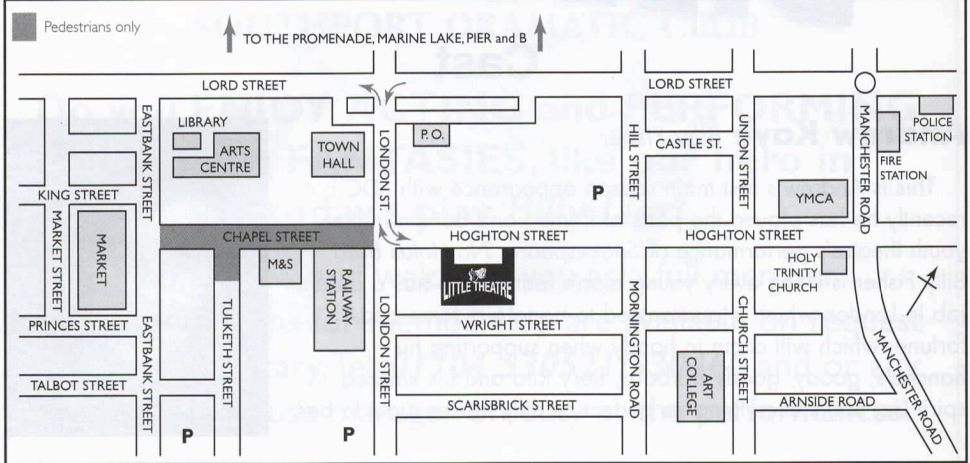 Pedestrians only
TO THE PROMENADE, MARINE LAKE, PIER and B
LORD STREET
LORD STREET
EASTBANK STREET
LIBRARY
ARTS
CENTRE
TOWN
HALL
LONDON ST.
P.O.
HILL STREET
CASTLE ST.
UNION STREET
MANCHESTER ROAD
POLICE
STATION
FIRE
STATION
P
YMCA
KING STREET
MARKET STREET
MARKET
CHAPEL STREET
HOGHTON STREET
HOGHTON STREET
M&S
RAILWAY
STATION
LITTLE THEATRE
HOLY
TRINITY
CHURCH
PRINCES STREET
EASTBANK STREET
TULKETH STREET
LONDON STREET
WRIGHT STREET
MORNINGTON ROAD
CHURCH STREET
MANCHESTER ROAD
TALBOT STREET
ART
COLLEGE
SCARISBRICK STREET
ARNSIDE ROAD
P
P